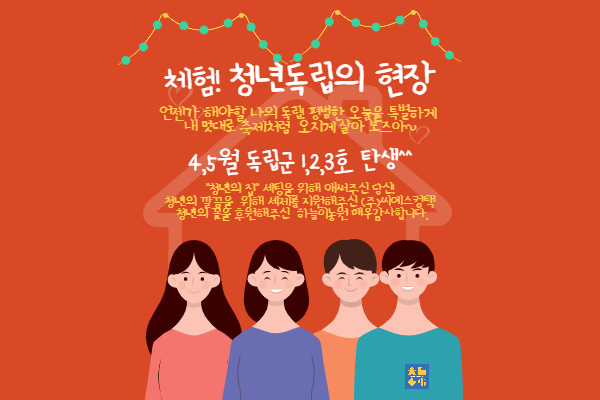 체험! 청년독립의 현장
언젠가 해야할 나의 독립! 평범한 오늘을 특별하게
내 멋대로 축제처럼 오지게 살아 보즈아~
4,5월 독립군 1,2,3호 탄생^^
"청년의 집" 세팅을 위해 애써주신 당신!
청년의 깔끔을 위해 세제를 지원해주신 (주)씨에스켐텍
청년의 꽃을 후원해주신 하늘이농원 매우감사합니다.